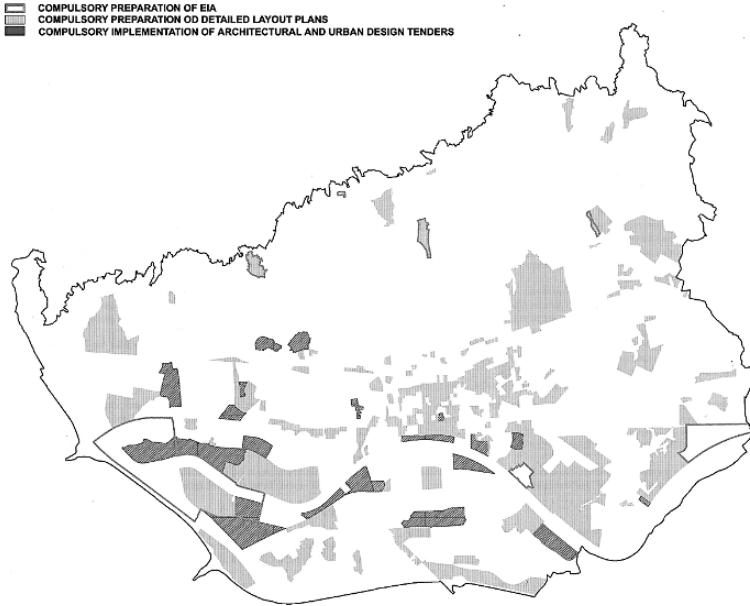 COMPULSORY PREPARATION OF EIA
COMPULSORY PREPARATION OD DETAILED LAYOUT PLANS
COMPULSORY IMPLEMENTATION OF ARCHITECTURAL AND URBAN DESIGN TENDERS